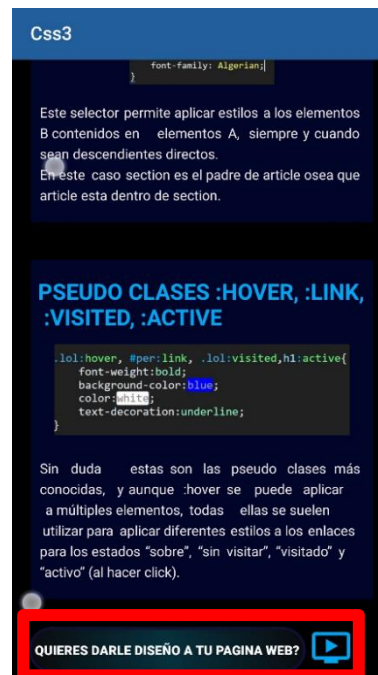 Css3
font-family: Algerian;
}
Este selector permite aplicar estilos a los elementos
B contenidos en elementos A, siempre y cuando
sean descendientes directos.
En este caso section es el padre de article osea que
article esta dentro de section.
PSEUDO CLASES :HOVER, :LINK,
:VISITED, :ACTIVE
.lol:hover, #per:link, .lol:visited,h1:active{
font-weight:bold;
background-color:blue;
color:white;
text-decoration:underline;
}
Sin duda estas son las pseudo clases más
conocidas, y aunque :hover se puede aplicar
a múltiples elementos, todas ellas se suelen
utilizar para aplicar diferentes estilos a los enlaces
para los estados “sobre”, “sin visitar”, “visitado” y
“activo” (al hacer click).
QUIERES DARLE DISEÑO A TU PAGINA WEB?